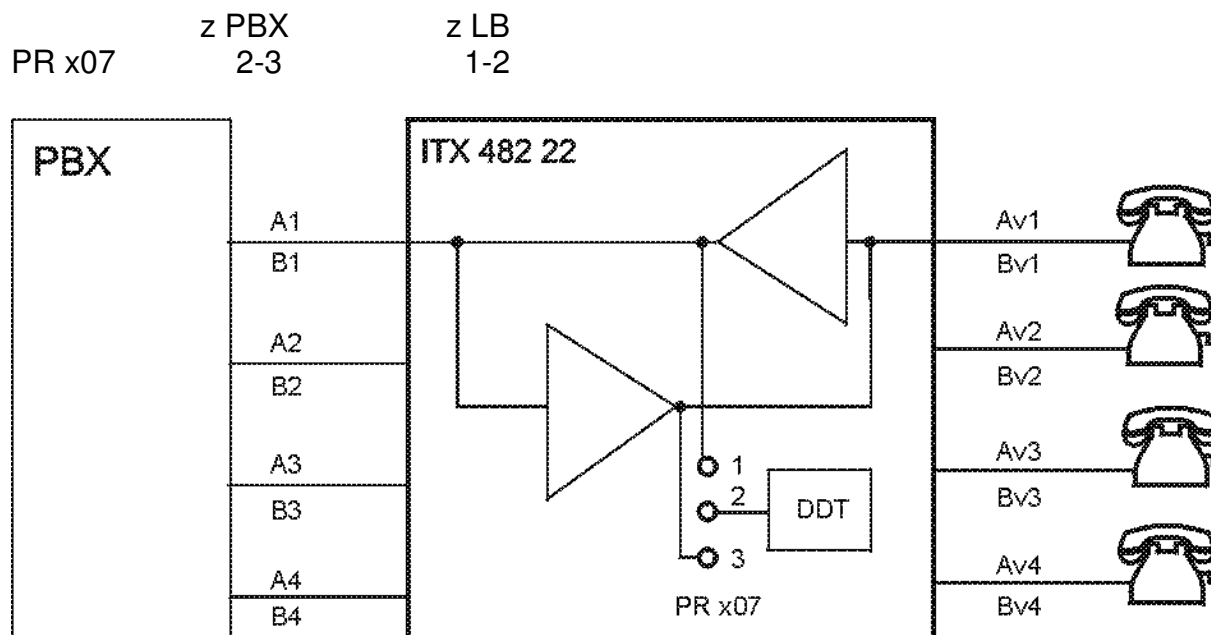 z PBX z LB
PR x07 2-3 1-2
PBX
ITX 482 22
A1
B1
A2
B2
A3
B3
A4
B4
Av1
Bv1
Av2
Bv2
Av3
Bv3
Av4
Bv4
1
2
3
DDT
PR x07